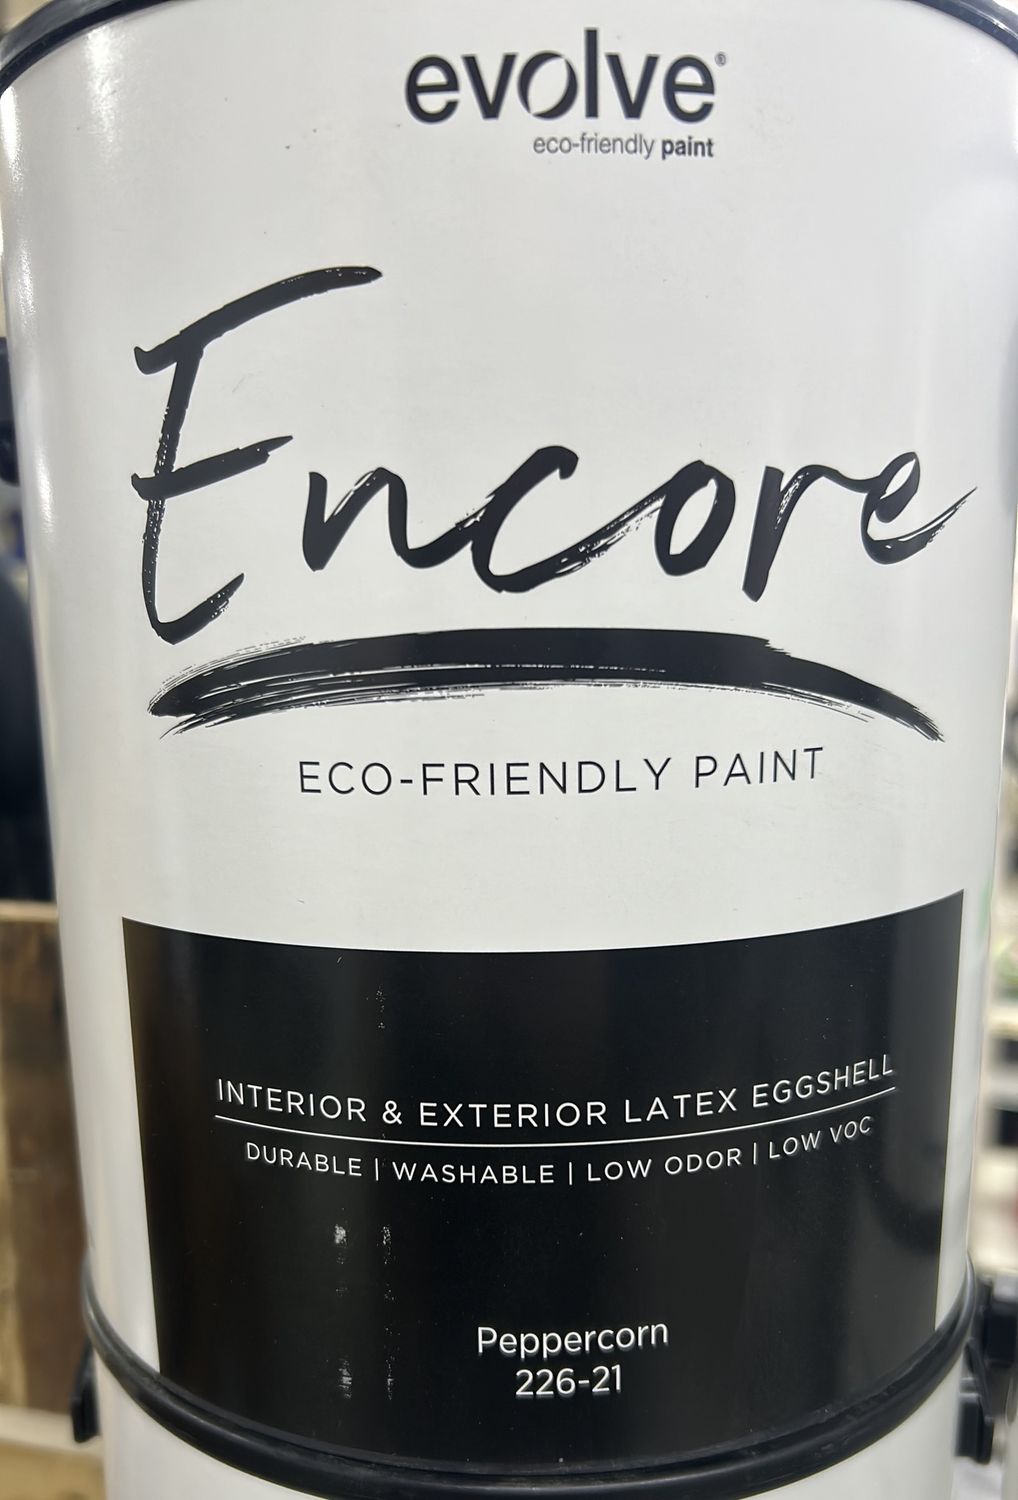 evolve®
eco-friendly paint
Encore
ECO-FRIENDLY PAINT
INTERIOR & EXTERIOR LATEX EGGSHELL
DURABLE | WASHABLE | LOW ODOR | LOW VOC
Peppercorn
226-21